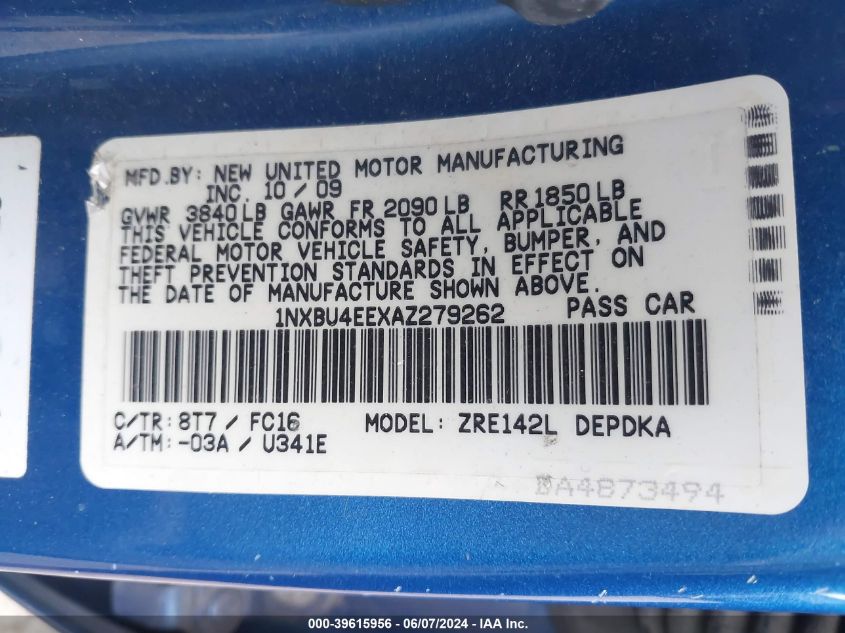 MFD.BY: NEW UNITED MOTOR MANUFACTURING
INC. 10 / 09
GVWR 3840 LB GAWR FR 2090 LB RR 1850 LB
THIS VEHICLE CONFORMS TO ALL APPLICABLE
FEDERAL MOTOR VEHICLE SAFETY, BUMPER, AND
THEFT PREVENTION STANDARDS IN EFFECT ON
THE DATE OF MANUFACTURE SHOWN ABOVE.
1NXBU4EEXAZ279262 PASS CAR
C/TR: 8T7 / FC16 MODEL: ZRE142L DEPDKA
A/TM: -03A / U341E
DA4873494
000-39615956 - 06/07/2024 - IAA Inc.